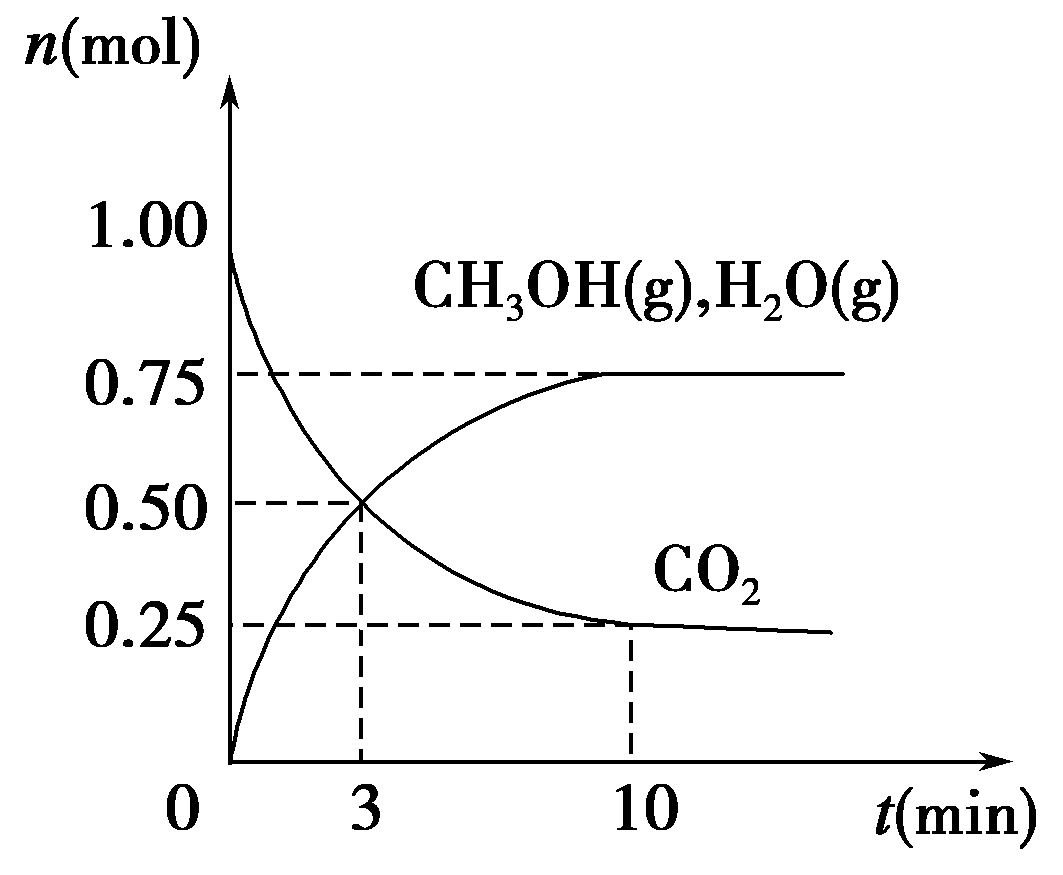 n(mol)
1.00
CH₃OH(g),H₂O(g)
0.75
0.50
CO₂
0.25
0 3 10 t(min)